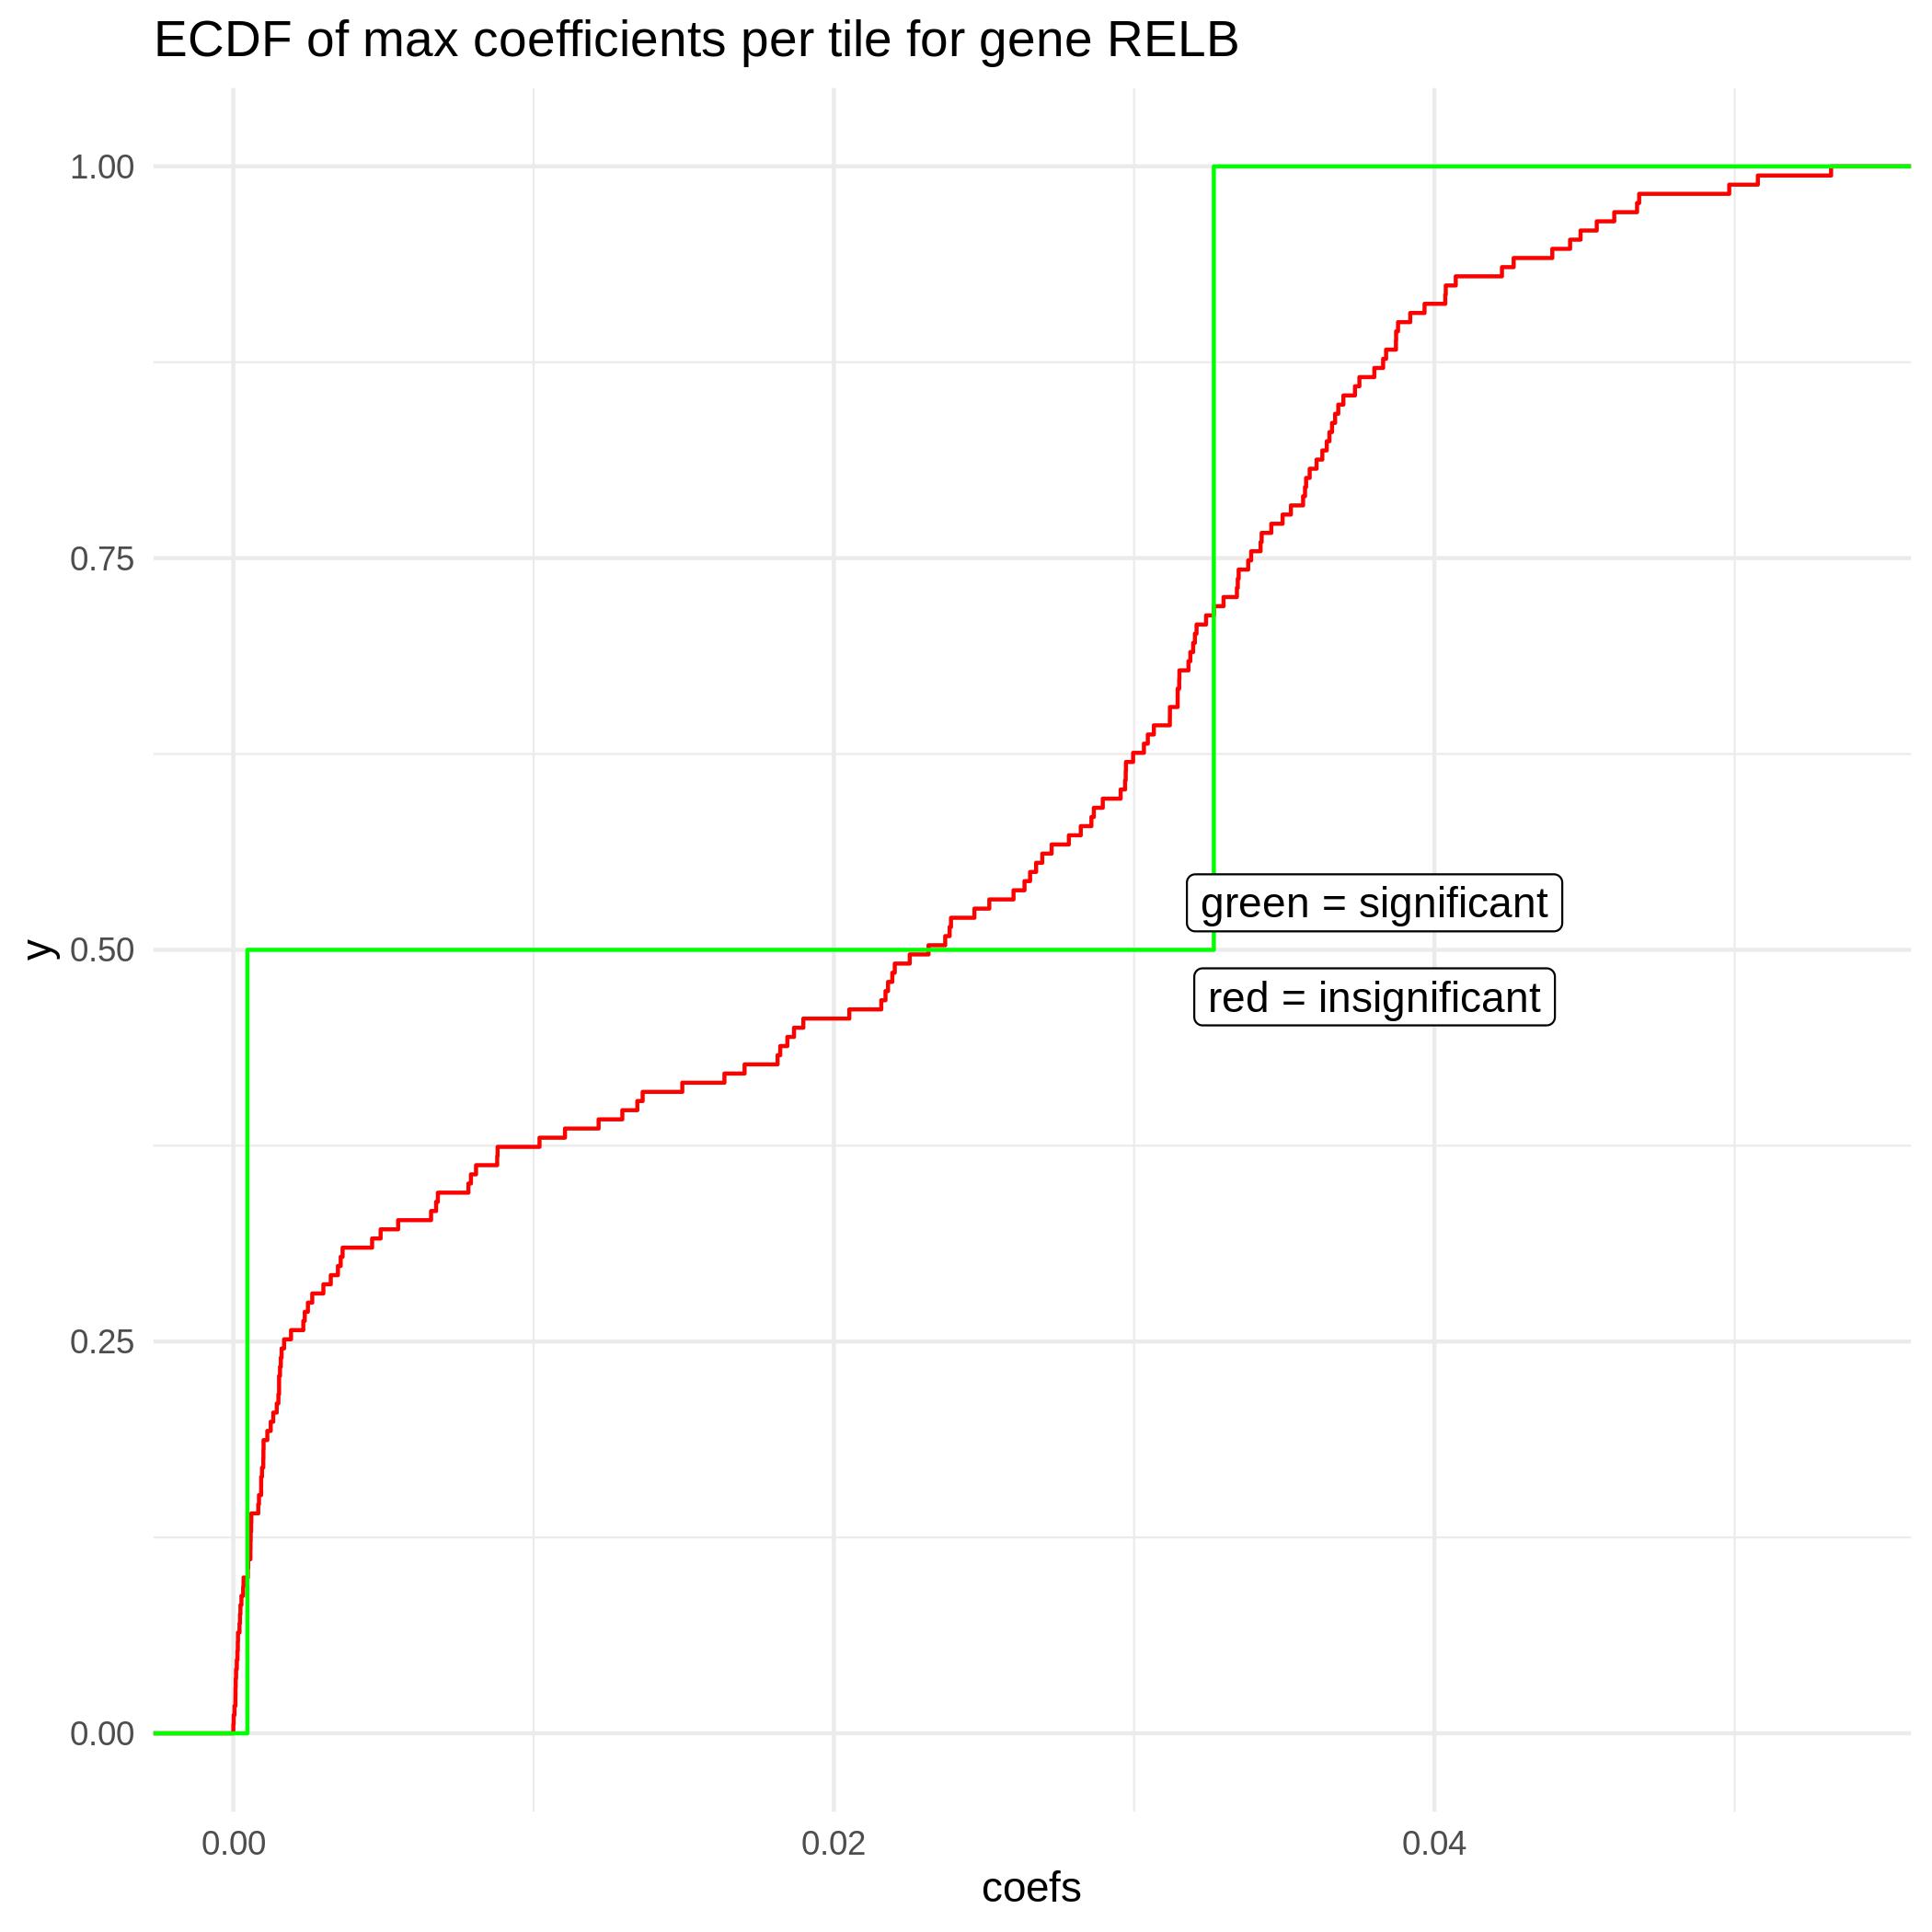 ECDF of max coefficients per tile for gene RELB
1.00
0.75
0.50
0.25
0.00
y
green = significant
red = insignificant
0.00 0.02 0.04
coefs